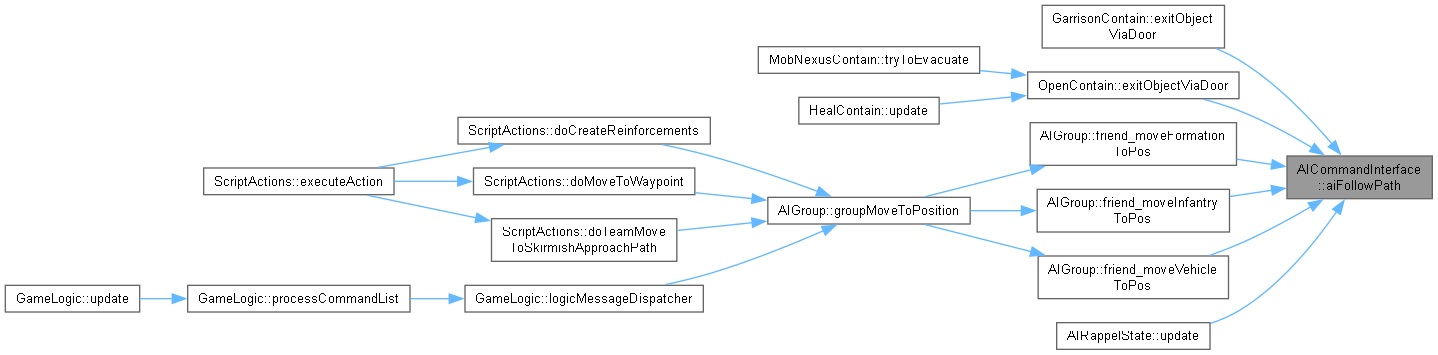 GarrisonContain::exitObject
ViaDoor
MobNexusContain::tryToEvacuate
OpenContain::exitObjectViaDoor
HealContain::update
ScriptActions::doCreateReinforcements
AIGroup::friend_moveFormation
ToPos
AICommandInterface
::aiFollowPath
ScriptActions::executeAction
ScriptActions::doMoveToWaypoint
AIGroup::groupMoveToPosition
AIGroup::friend_moveInfantry
ToPos
ScriptActions::doTeamMove
ToSkirmishApproachPath
AIGroup::friend_moveVehicle
ToPos
GameLogic::update
GameLogic::processCommandList
GameLogic::logicMessageDispatcher
AIRappelState::update